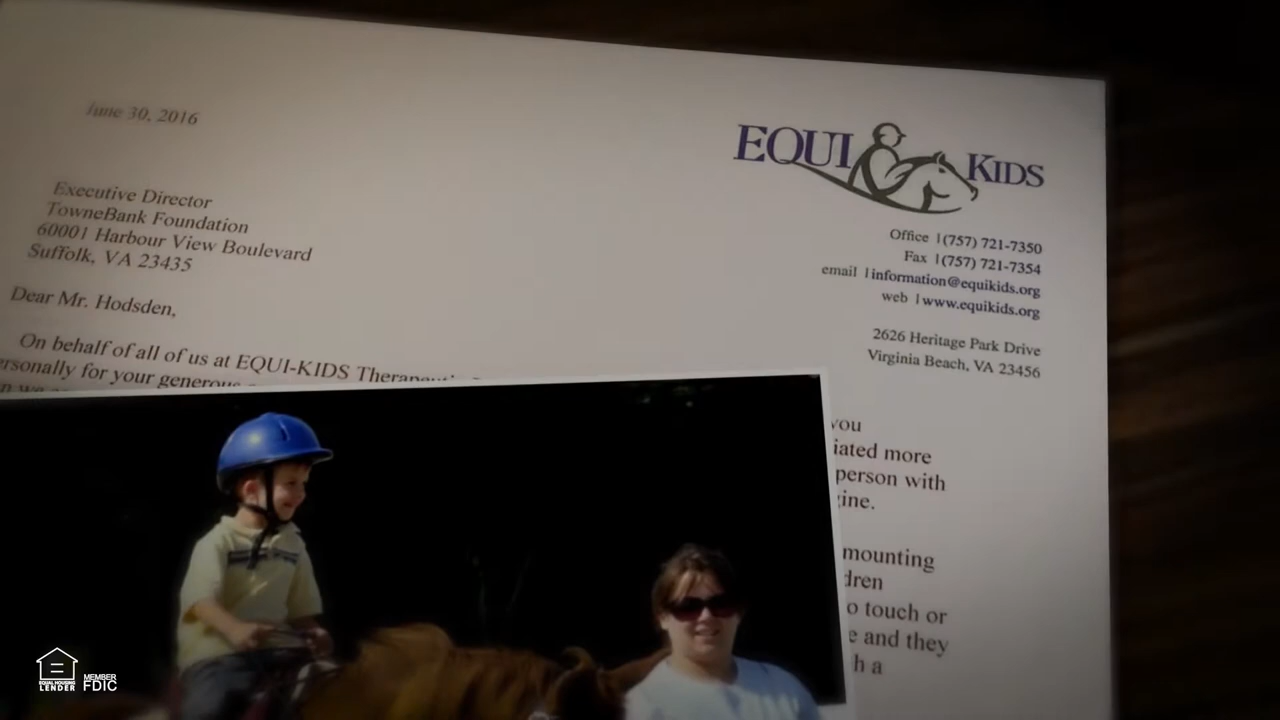 June 30, 2016
EQUI KIDS
Office | (757) 721-7350
Fax | (757) 721-7354
email | information@equikids.org
web | www.equikids.org
2626 Heritage Park Drive
Virginia Beach, VA 23456
Executive Director
TowneBank Foundation
60001 Harbour View Boulevard
Suffolk, VA 23435
Dear Mr. Hodsden,
On behalf of all of us at EQUI-KIDS
ersonally for your generous
you
iated more
person with
gine.
mounting
dren
o touch or
e and they
h a
EQUAL HOUSING
LENDER
MEMBER
FDIC